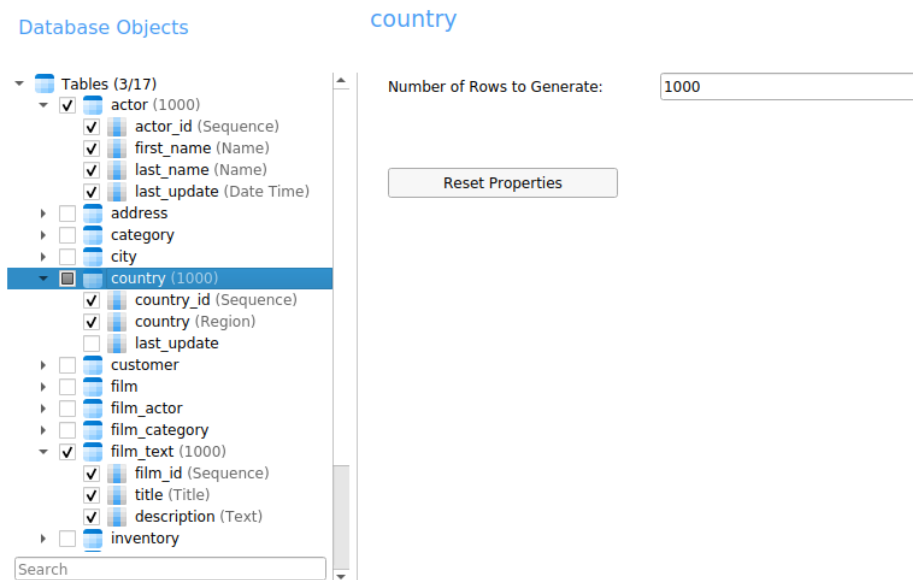 Database Objects
country
Tables (3/17)
actor (1000)
actor_id (Sequence)
first_name (Name)
last_name (Name)
last_update (Date Time)
address
category
city
country (1000)
country_id (Sequence)
country (Region)
last_update
customer
film
film_actor
film_category
film_text (1000)
film_id (Sequence)
title (Title)
description (Text)
inventory
Search
Number of Rows to Generate: 1000
Reset Properties